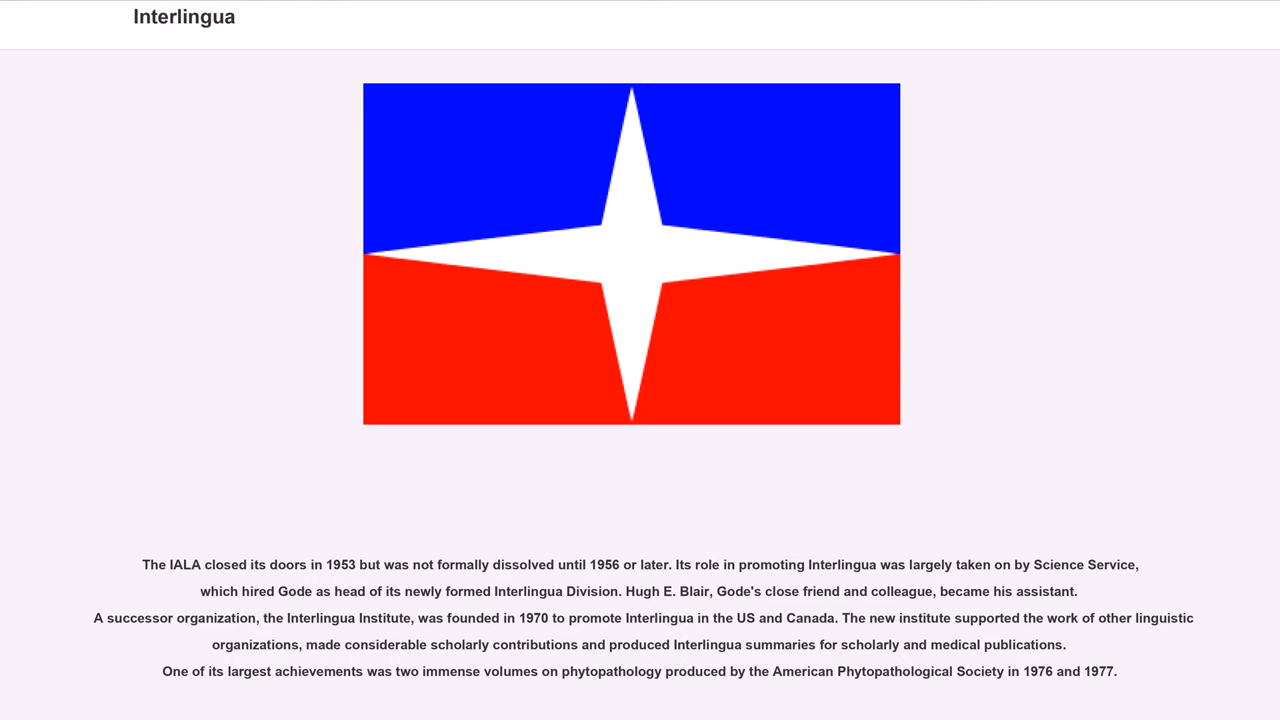 Interlingua
The IALA closed its doors in 1953 but was not formally dissolved until 1956 or later. Its role in promoting Interlingua was largely taken on by Science Service,
which hired Gode as head of its newly formed Interlingua Division. Hugh E. Blair, Gode's close friend and colleague, became his assistant.
A successor organization, the Interlingua Institute, was founded in 1970 to promote Interlingua in the US and Canada. The new institute supported the work of other linguistic
organizations, made considerable scholarly contributions and produced Interlingua summaries for scholarly and medical publications.
One of its largest achievements was two immense volumes on phytopathology produced by the American Phytopathological Society in 1976 and 1977.